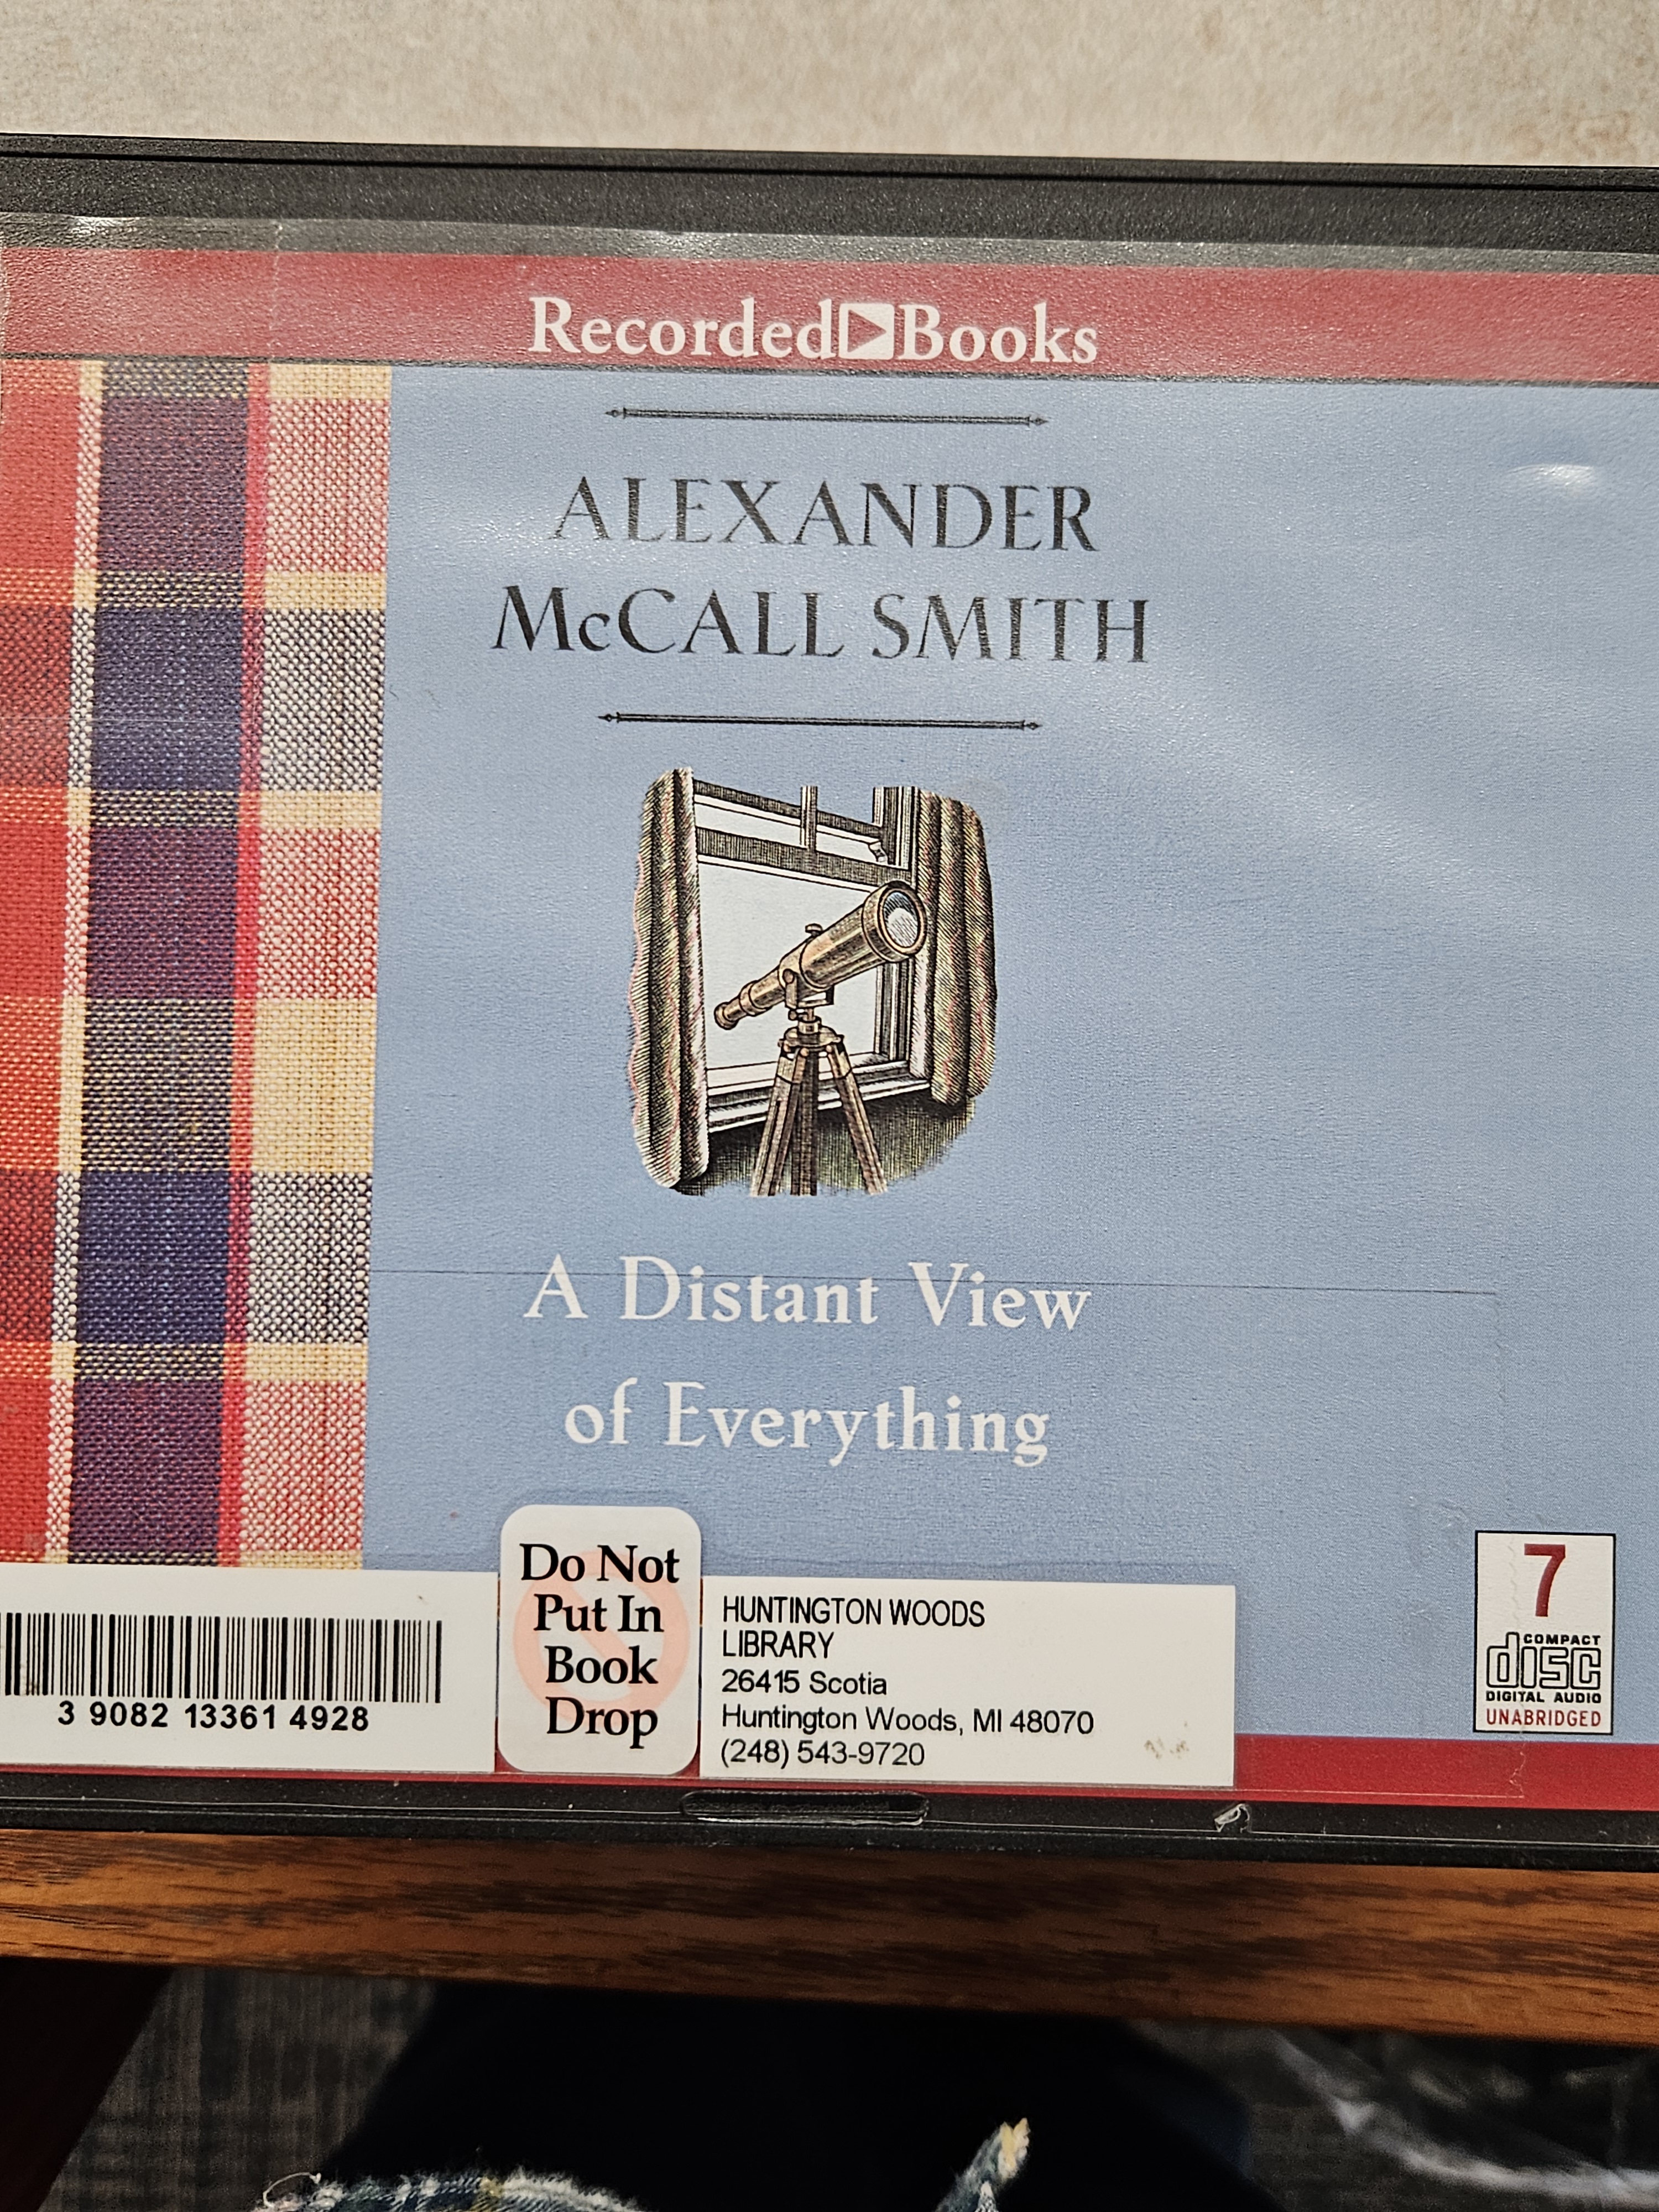 Recorded Books
ALEXANDER
McCALL SMITH
A Distant View
of Everything
Do Not
Put In
Book
Drop
3 9082 13361 4928
HUNTINGTON WOODS
LIBRARY
26415 Scotia
Huntington Woods, MI 48070
(248) 543-9720
7
COMPACT
disc
DIGITAL AUDIO
UNABRIDGED